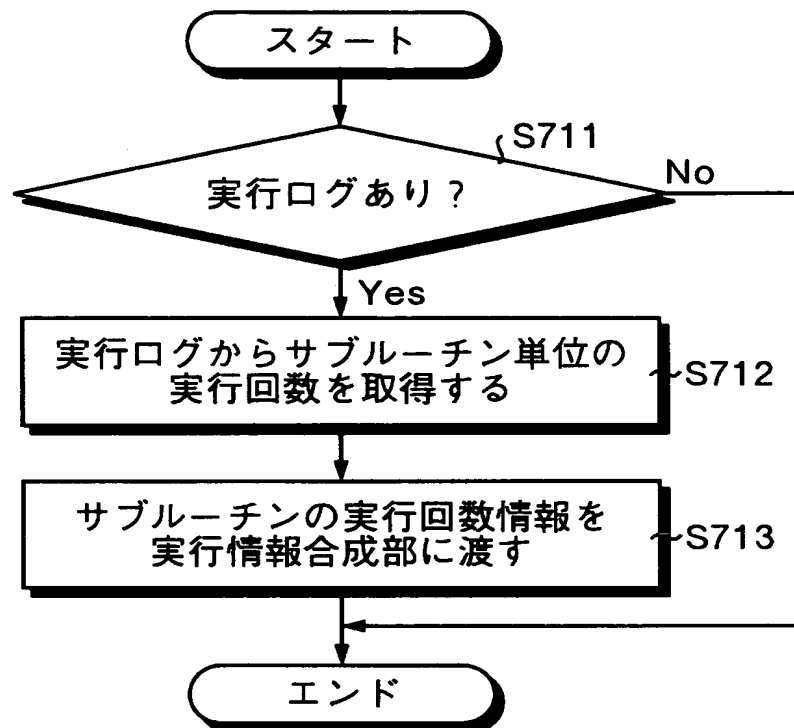 スタート
S711
実行ログあり？
No
Yes
実行ログからサブルーチン単位の
実行回数を取得する
S712
サブルーチンの実行回数情報を
実行情報合成部に渡す
S713
エンド